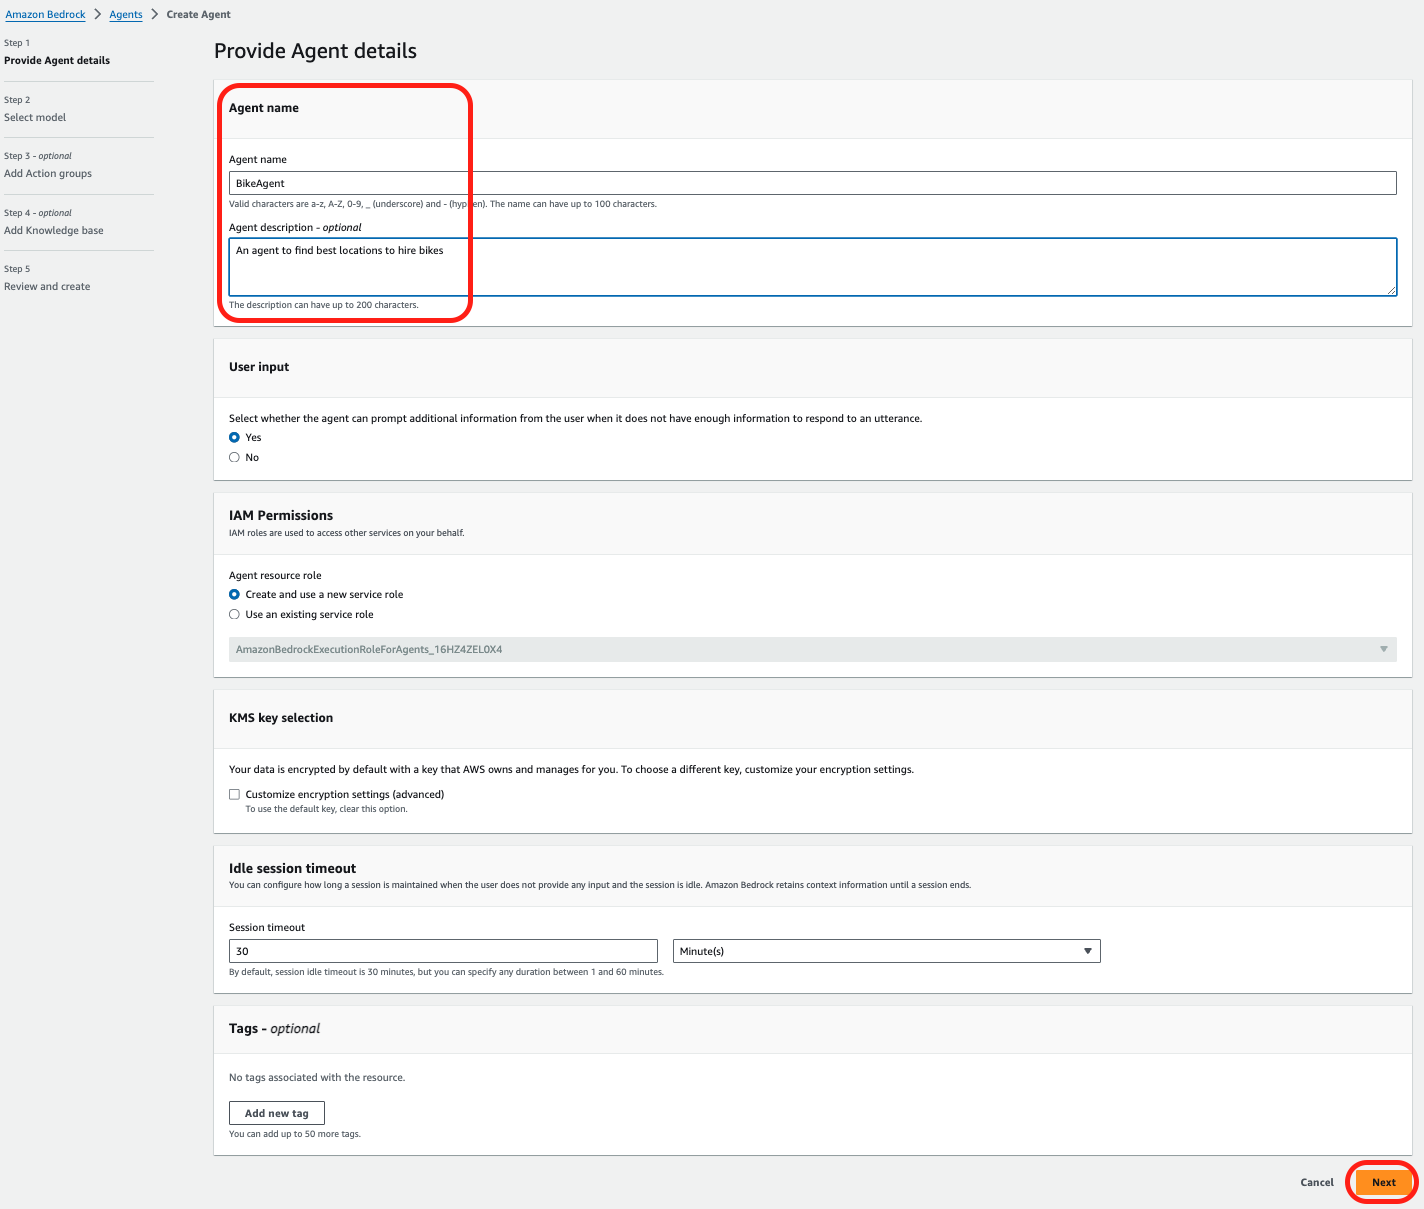 Amazon Bedrock > Agents > Create Agent
Step 1
Provide Agent details
Step 2
Select model
Step 3 - optional
Add Action groups
Step 4 - optional
Add Knowledge base
Step 5
Review and create
Provide Agent details
Agent name
Agent name
BikeAgent
Valid characters are a-z, A-Z, 0-9, _ (underscore) and - (hyphen). The name can have up to 100 characters.
Agent description - optional
An agent to find best locations to hire bikes
The description can have up to 200 characters.
User input
Select whether the agent can prompt additional information from the user when it does not have enough information to respond to an utterance.
Yes
No
IAM Permissions
IAM roles are used to access other services on your behalf.
Agent resource role
Create and use a new service role
Use an existing service role
AmazonBedrockExecutionRoleForAgents_16HZ4ZEL0X4
KMS key selection
Your data is encrypted by default with a key that AWS owns and manages for you. To choose a different key, customize your encryption settings.
Customize encryption settings (advanced)
To use the default key, clear this option.
Idle session timeout
You can configure how long a session is maintained when the user does not provide any input and the session is idle. Amazon Bedrock retains context information until a session ends.
Session timeout
30 Minute(s)
By default, session idle timeout is 30 minutes, but you can specify any duration between 1 and 60 minutes.
Tags - optional
No tags associated with the resource.
Add new tag
You can add up to 50 more tags.
Cancel Next